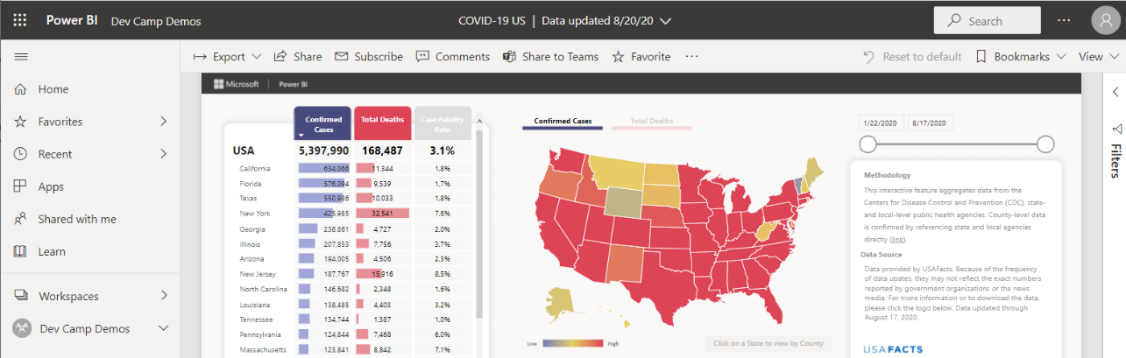 Power BI Dev Camp Demos COVID-19 US | Data updated 8/20/20 Search
Export Share Subscribe Comments Share to Teams Favorite Reset to default Bookmarks View
Home
Favorites
Recent
Apps
Shared with me
Learn
Workspaces
Dev Camp Demos
Microsoft | Power BI
Confirmed Cases Total Deaths Case Fatality Rate
USA 5,397,990 168,487 3.1%
California 634,066 11,344 1.8%
Florida 576,094 9,539 1.7%
Texas 550,986 10,033 1.8%
New York 425,985 32,541 7.6%
Georgia 238,861 4,727 2.0%
Illinois 207,853 7,756 3.7%
Arizona 194,005 4,506 2.3%
New Jersey 187,767 15,916 8.5%
North Carolina 146,682 2,348 1.6%
Louisiana 138,485 4,403 3.2%
Tennessee 134,744 1,387 1.0%
Pennsylvania 124,844 7,468 6.0%
Massachusetts 123,841 8,842 7.1%
Confirmed Cases Total Deaths
Low High
Click on a State to view by County
1/22/2020 8/17/2020
Methodology
This interactive feature aggregates data from the
Centers for Disease Control and Prevention (CDC), state-
and local-level public health agencies. County-level data
is confirmed by referencing state and local agencies
directly (link).
Data Source
Data provided by USAFacts. Because of the frequency
of data upates, they may not reflect the exact numbers
reported by government organizations or the news
media. For more information or to download the data,
please click the logo below. Data updated through
August 17, 2020.
USAFACTS
Filters